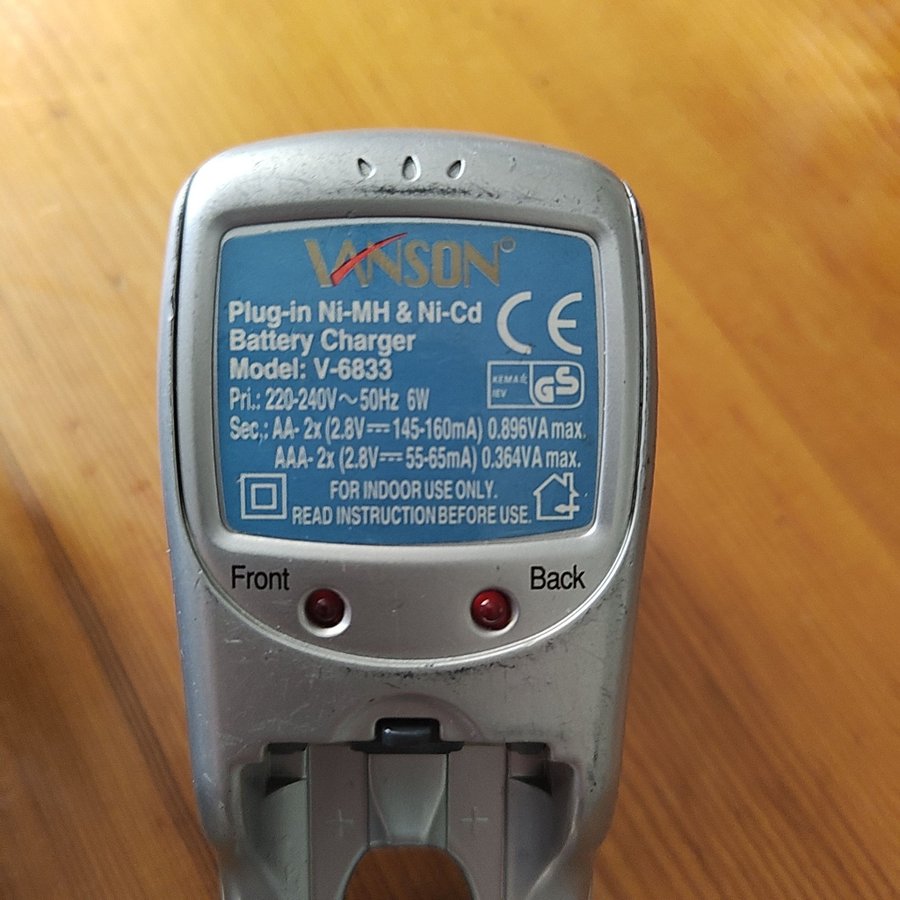 VANSON
Plug-in Ni-MH & Ni-Cd
Battery Charger
Model: V-6833
CE
KEMA
IEV
GS
Pri.: 220-240V～50Hz 6W
Sec.: AA- 2x (2.8V⎓145-160mA) 0.896VA max.
AAA- 2x (2.8V⎓55-65mA) 0.364VA max.
FOR INDOOR USE ONLY.
READ INSTRUCTION BEFORE USE.
Front
Back
+ +